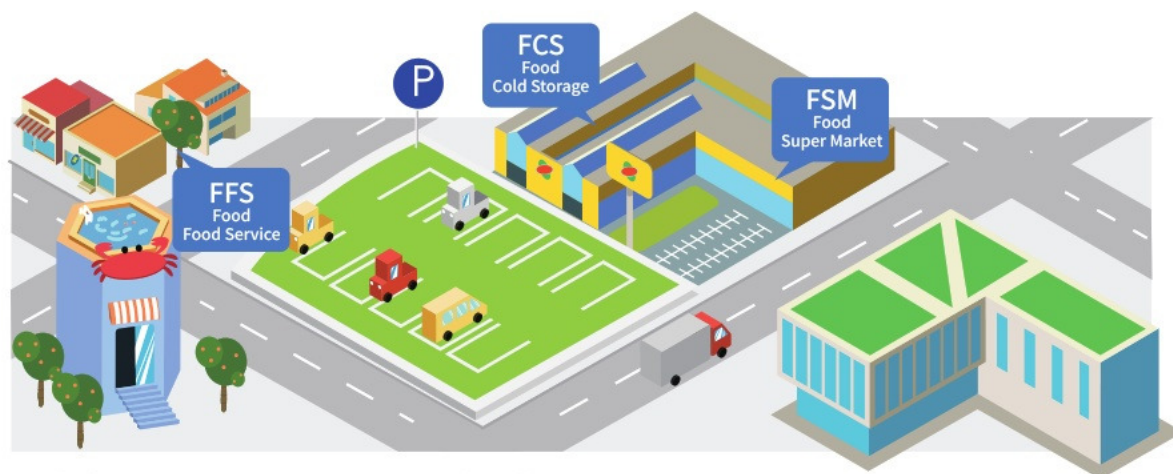 P
FCS
Food
Cold Storage
FSM
Food
Super Market
FFS
Food
Food Service